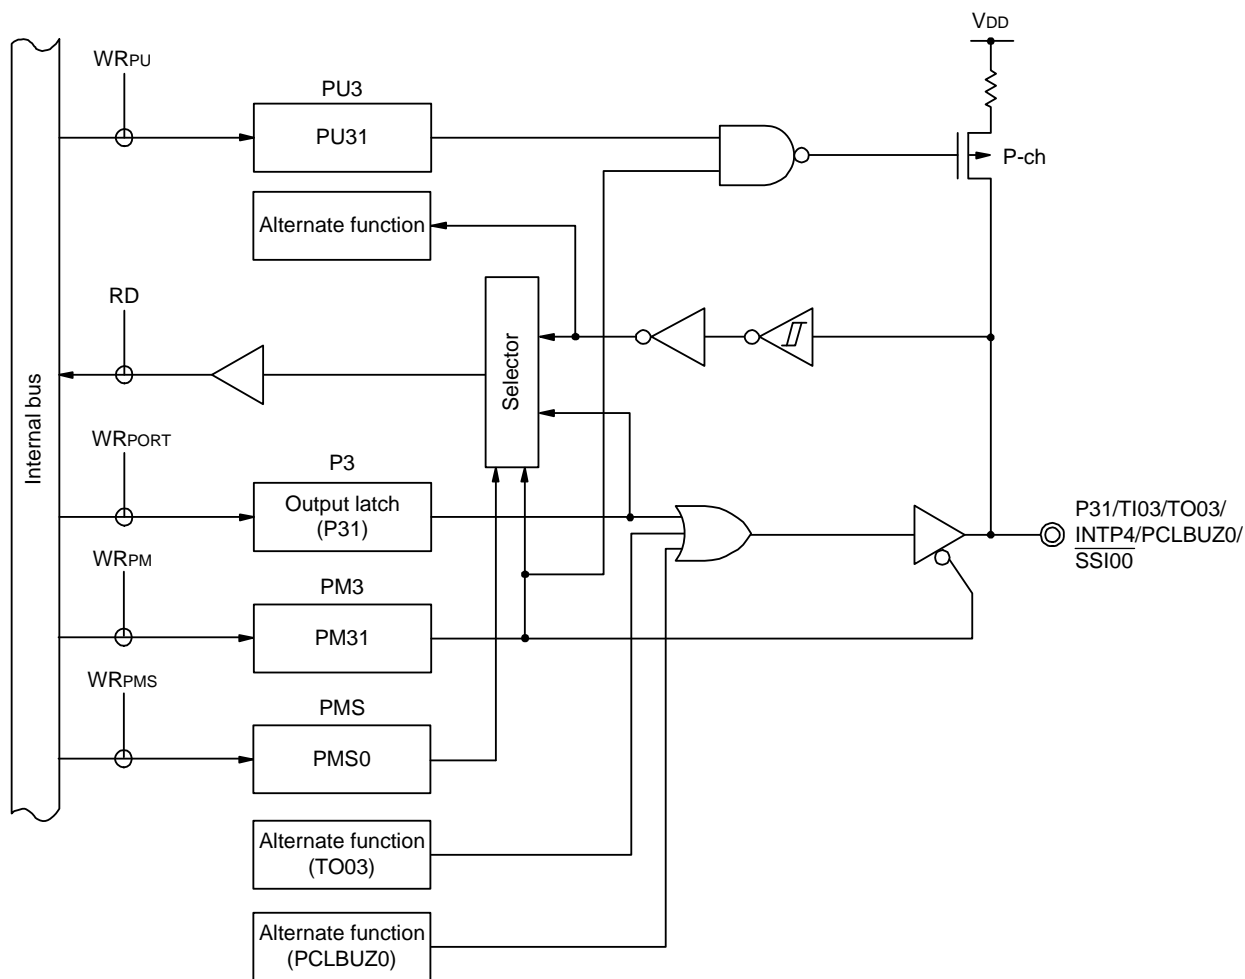 VDD
WRPU
PU3
PU31
P-ch
Alternate function
RD
Selector
Internal bus
WRPORT
P3
Output latch
(P31)
P31/TI03/TO03/
INTP4/PCLBUZ0/
SSI00
WRPM
PM3
PM31
WRPMS
PMS
PMS0
Alternate function
(TO03)
Alternate function
(PCLBUZ0)